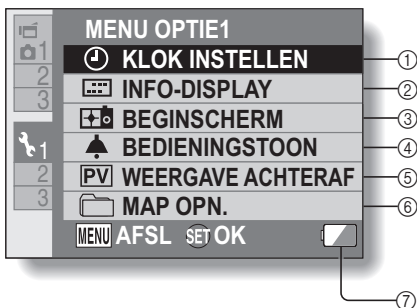 MENU OPTIE1
1
2
3
1
2
3
KLOK INSTELLEN ①
INFO-DISPLAY ②
BEGINSCHERM ③
BEDIENINGSTOON ④
PV WEERGAVE ACHTERAF ⑤
MAP OPN. ⑥
MENU AFSL SET OK
⑦